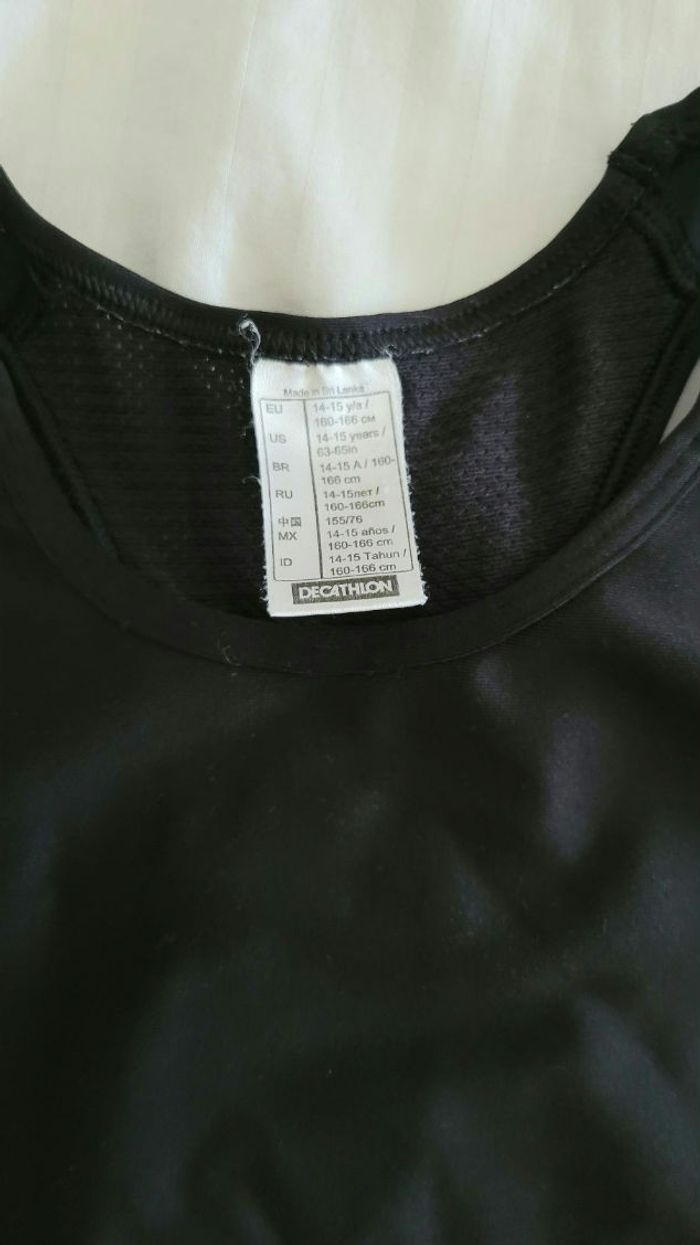 Made in Sri Lanka
EU 14-15 y/a /
160-166 см
US 14-15 years /
63-65in
BR 14-15 A / 160-
166 cm
RU 14-15лет /
160-166cm
中国 155/76
MX 14-15 años /
160-166 cm
ID 14-15 Tahun /
160-166 cm
DECATHLON